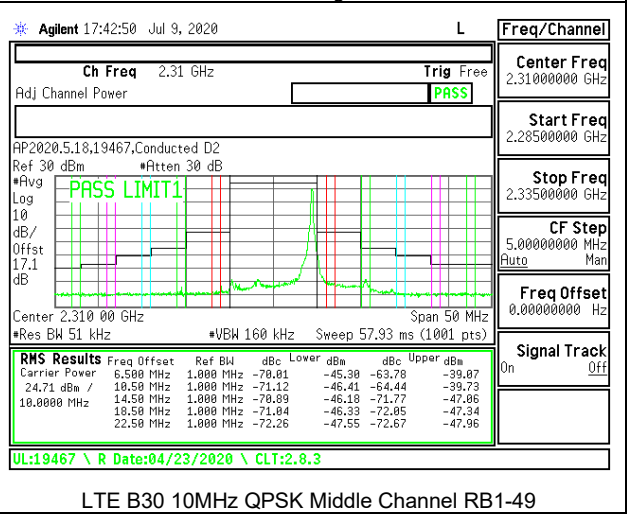 Agilent 17:42:50 Jul 9, 2020 L Freq/Channel
Ch Freq 2.31 GHz Trig Free
Adj Channel Power PASS
Center Freq
2.31000000 GHz
Start Freq
2.28500000 GHz
Stop Freq
2.33500000 GHz
CF Step
5.00000000 MHz
Auto Man
Freq Offset
0.00000000 Hz
Signal Track
On Off
AP2020.5.18,19467,Conducted D2
Ref 30 dBm #Atten 30 dB
#Avg
Log
10
dB/
Offst
17.1
dB
PASS LIMIT1
Center 2.310 00 GHz Span 50 MHz
#Res BW 51 kHz #VBW 160 kHz Sweep 57.93 ms (1001 pts)
RMS Results Freq Offset Ref BW dBc Lower dBm dBc Upper dBm
Carrier Power 6.500 MHz 1.000 MHz -70.01 -45.30 -63.78 -39.07
24.71 dBm / 10.50 MHz 1.000 MHz -71.12 -46.41 -64.44 -39.73
10.0000 MHz 14.50 MHz 1.000 MHz -70.89 -46.18 -71.77 -47.06
18.50 MHz 1.000 MHz -71.04 -46.33 -72.05 -47.34
22.50 MHz 1.000 MHz -72.26 -47.55 -72.67 -47.96
UL:19467 \ R Date:04/23/2020 \ CLT:2.8.3
LTE B30 10MHz QPSK Middle Channel RB1-49